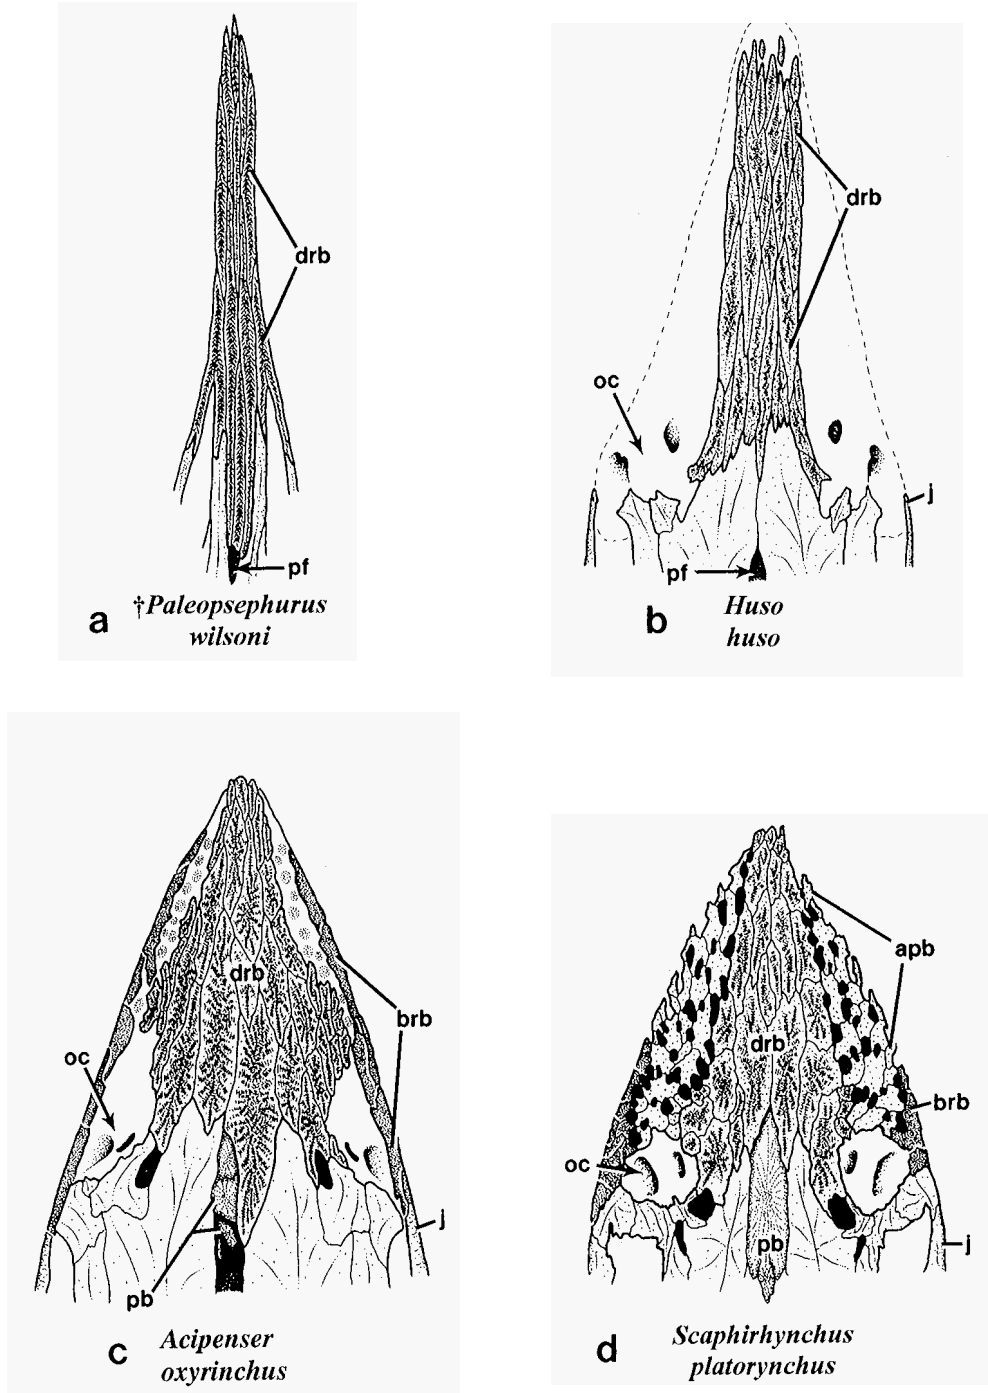 drb
pf
a
†Paleopsephurus
wilsoni
drb
oc
j
pf
b
Huso
huso
drb
brb
oc
j
pb
c
Acipenser
oxyrinchus
apb
drb
brb
oc
pb
j
d
Scaphirhynchus
platorynchus